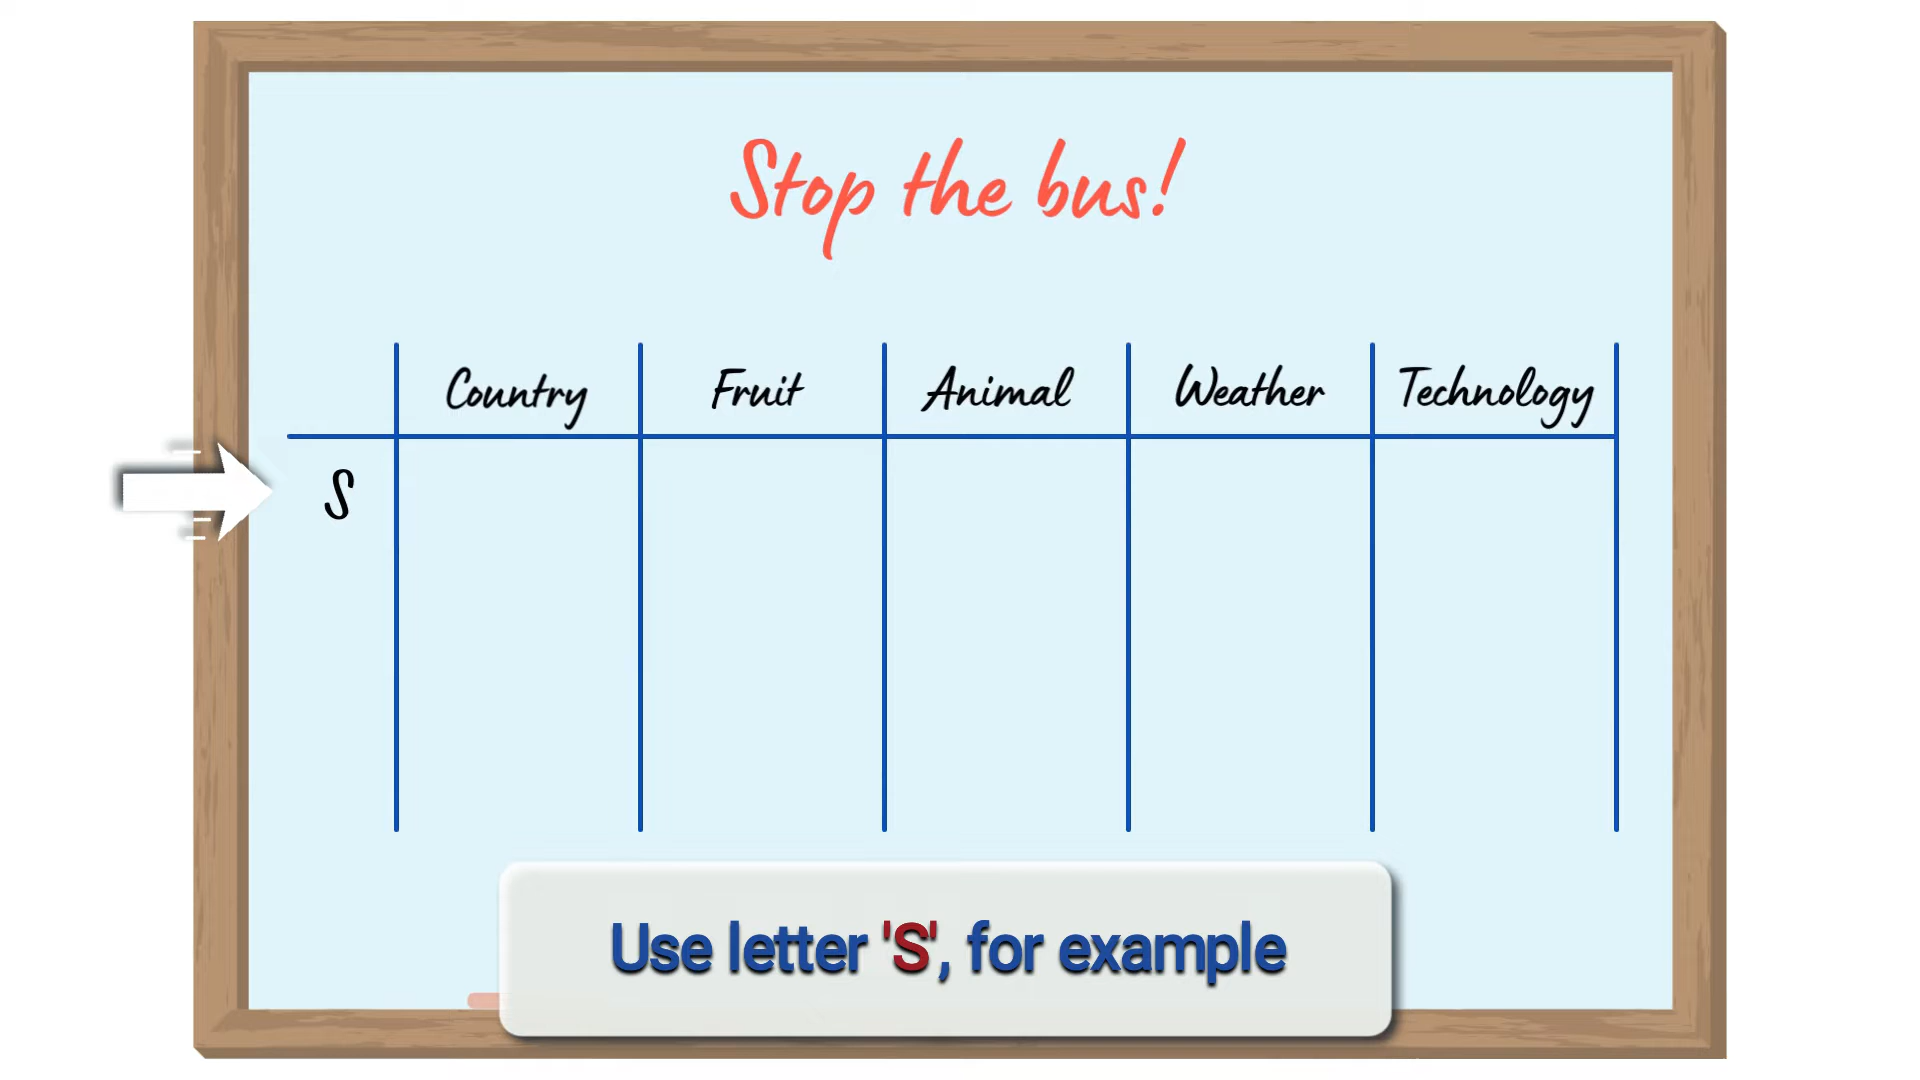 Stop the bus!
Country Fruit Animal Weather Technology
S
Use letter 'S', for example